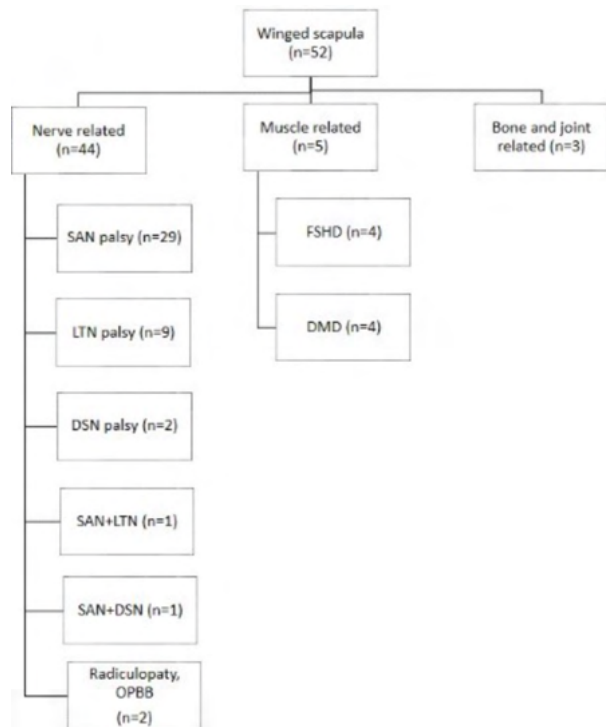 Winged scapula
(n=52)
Nerve related
(n=44)
Muscle related
(n=5)
Bone and joint
related (n=3)
SAN palsy (n=29)
FSHD (n=4)
LTN palsy (n=9)
DMD (n=4)
DSN palsy (n=2)
SAN+LTN (n=1)
SAN+DSN (n=1)
Radiculopaty,
OPBB
(n=2)